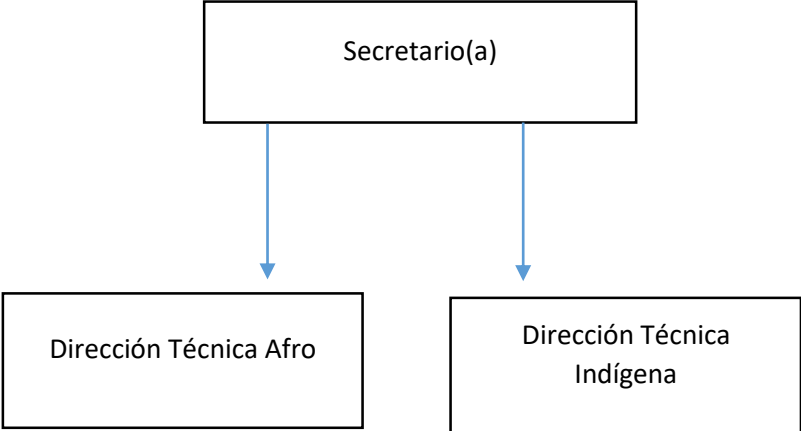 Secretario(a)
Dirección Técnica Afro
Dirección Técnica
Indígena